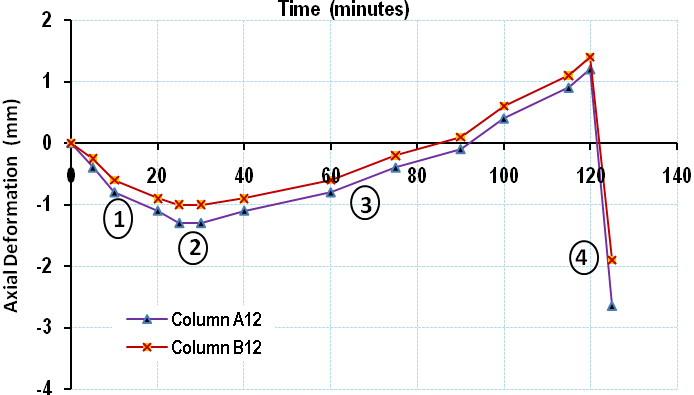 Time (minutes)
2
1
0
0 20 40 60 80 100 120 140
-1
-2
-3
-4
Axial Deformation (mm)
1
2
3
4
Column A12
Column B12